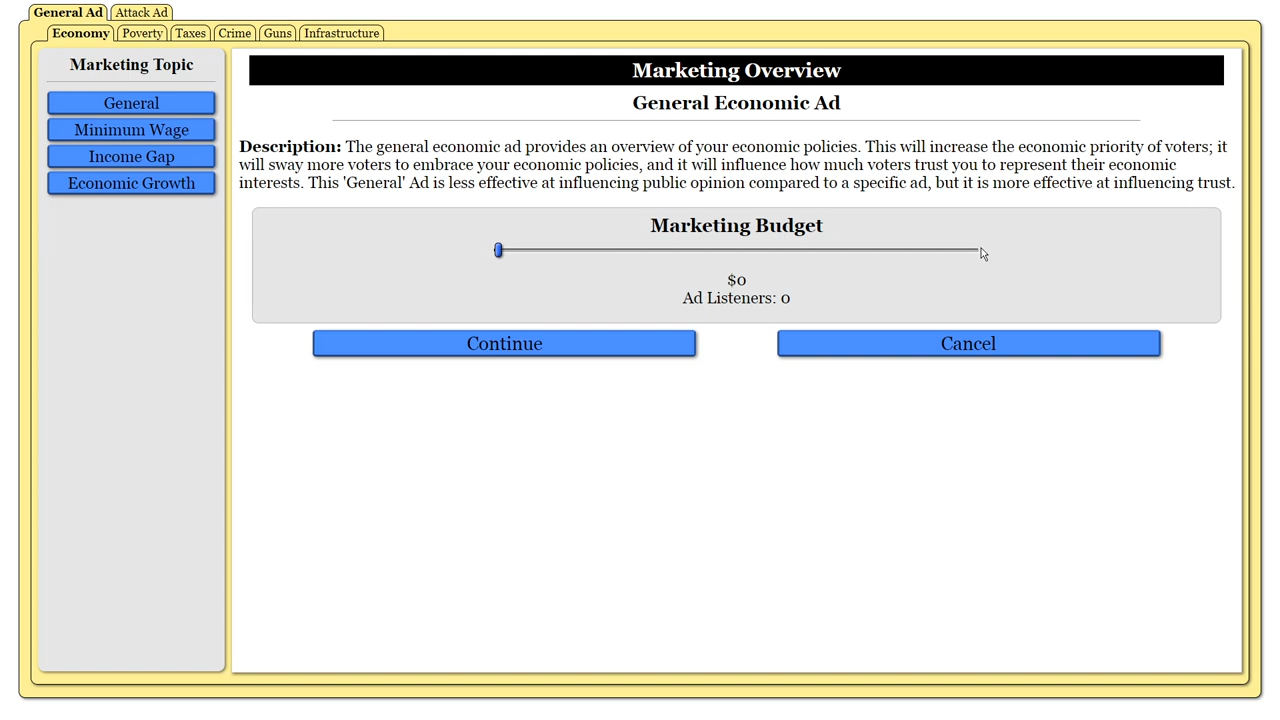 General Ad Attack Ad
Economy Poverty Taxes Crime Guns Infrastructure
Marketing Topic
General
Minimum Wage
Income Gap
Economic Growth
Marketing Overview
General Economic Ad
Description: The general economic ad provides an overview of your economic policies. This will increase the economic priority of voters; it
will sway more voters to embrace your economic policies, and it will influence how much voters trust you to represent their economic
interests. This 'General' Ad is less effective at influencing public opinion compared to a specific ad, but it is more effective at influencing trust.
Marketing Budget
$0
Ad Listeners: 0
Continue Cancel